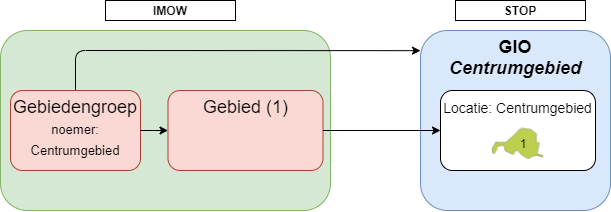 IMOW
STOP
Gebiedengroep
noemer:
Centrumgebied
Gebied (1)
GIO
Centrumgebied
Locatie: Centrumgebied
1